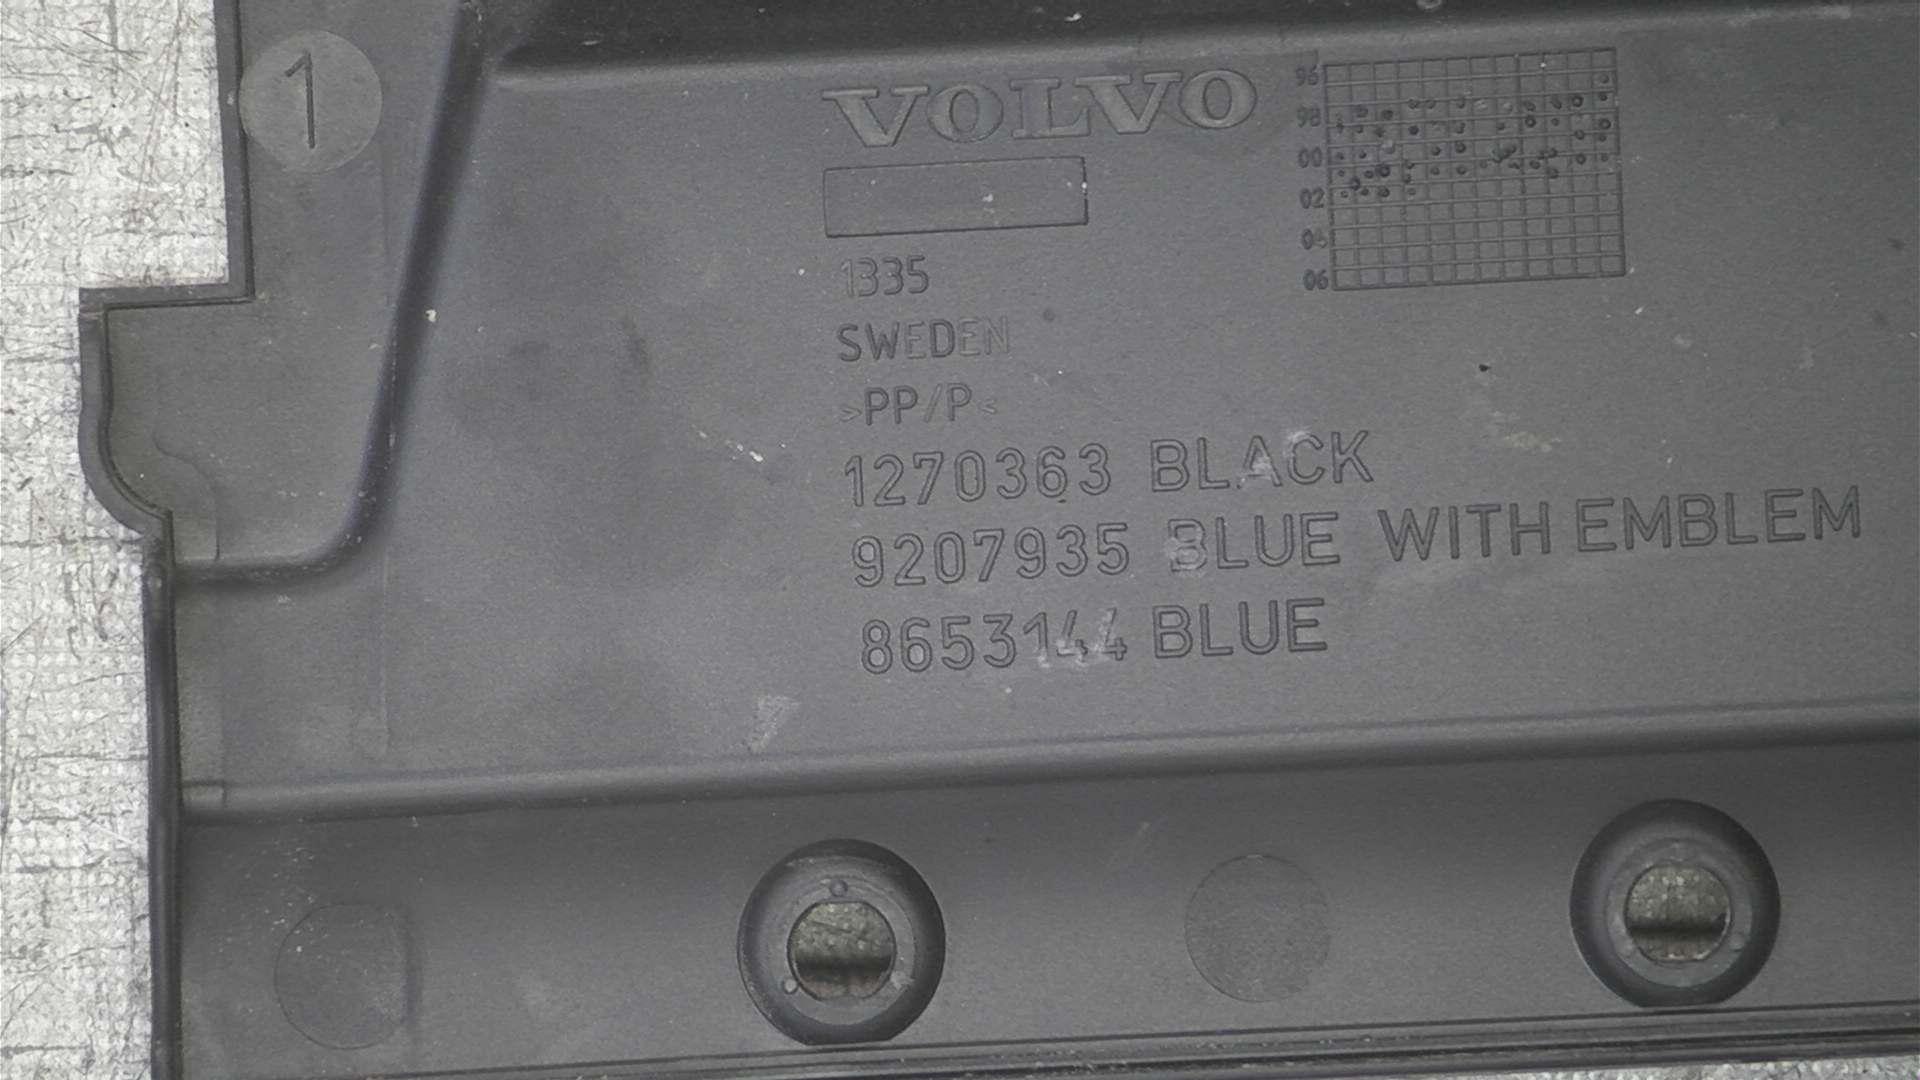 1
VOLVO
96
98
00
02
04
06
1335
SWEDEN
>PP/P<
1270363 BLACK
9207935 BLUE WITH EMBLEM
8653144 BLUE